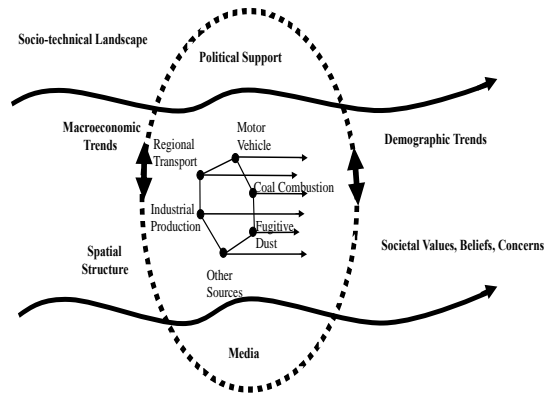 Socio-technical Landscape
Political Support
Macroeconomic
Trends
Motor
Vehicle
Regional
Transport
Demographic Trends
Coal Combustion
Industrial
Production
Fugitive
Dust
Spatial
Structure
Societal Values, Beliefs, Concerns
Other
Sources
Media